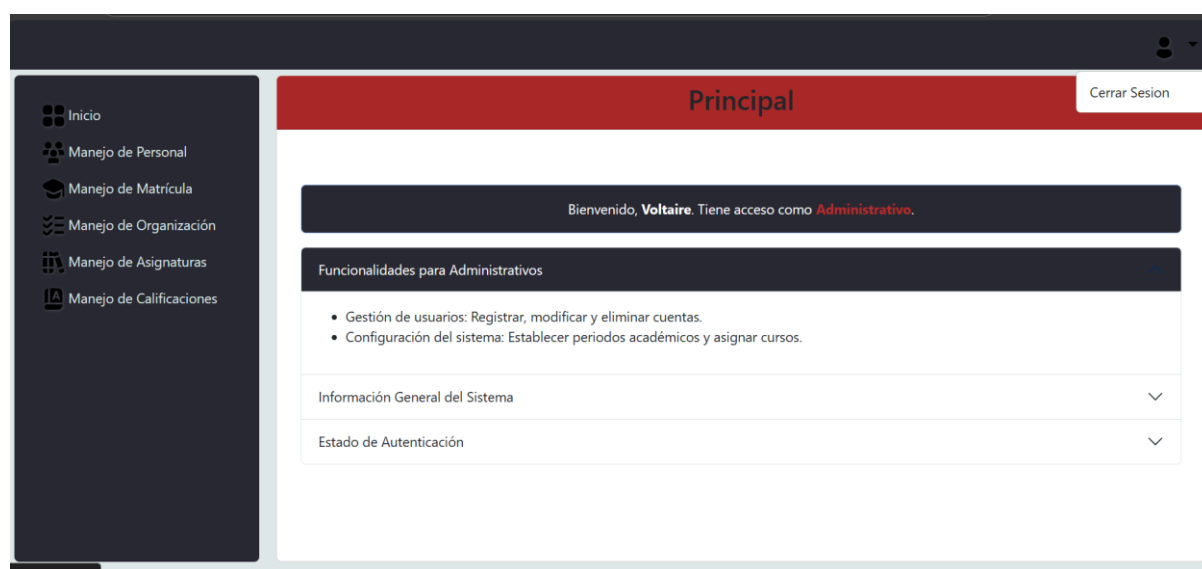 Cerrar Sesion
Inicio
Manejo de Personal
Manejo de Matrícula
Manejo de Organización
Manejo de Asignaturas
Manejo de Calificaciones
Principal
Bienvenido, Voltaire. Tiene acceso como Administrativo.
Funcionalidades para Administrativos
• Gestión de usuarios: Registrar, modificar y eliminar cuentas.
• Configuración del sistema: Establecer periodos académicos y asignar cursos.
Información General del Sistema
Estado de Autenticación